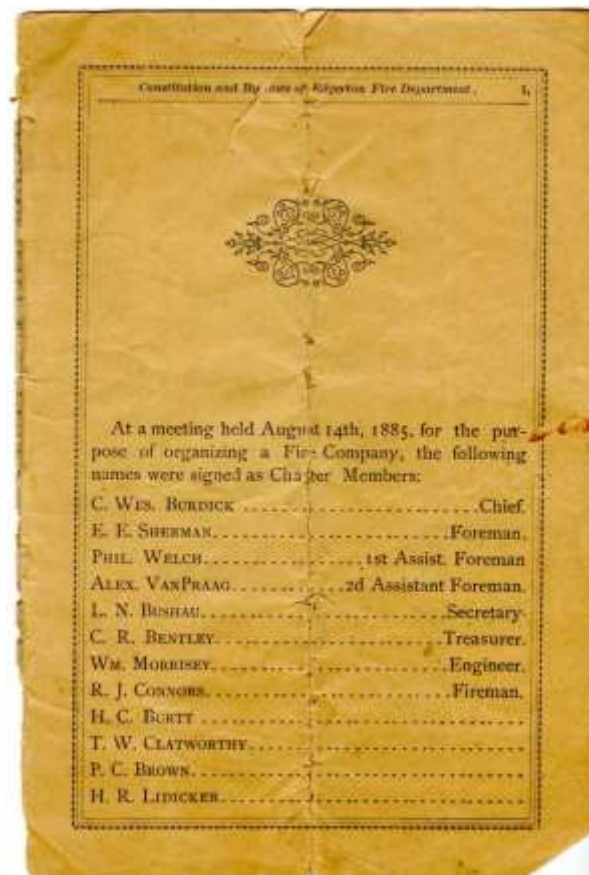 Constitution and By Laws of Edgerton Fire Department. 1,
At a meeting held August 14th, 1885, for the pur-
pose of organizing a Fire Company, the following
names were signed as Charter Members:
C. WES. BURDICK ........................ Chief.
E. E. SHERMAN........................ Foreman.
PHIL. WELCH................ 1st Assist. Foreman
ALEX. VANPRAAG............ 2d Assistant Foreman.
L. N. BUSHAU........................ Secretary
C. R. BENTLEY........................ Treasurer.
WM. MORRISEY........................ Engineer.
R. J. CONNORS........................ Fireman.
H. C. BURTT ........................
T. W. CLATWORTHY........................
P. C. BROWN........................
H. R. LIDICKER........................